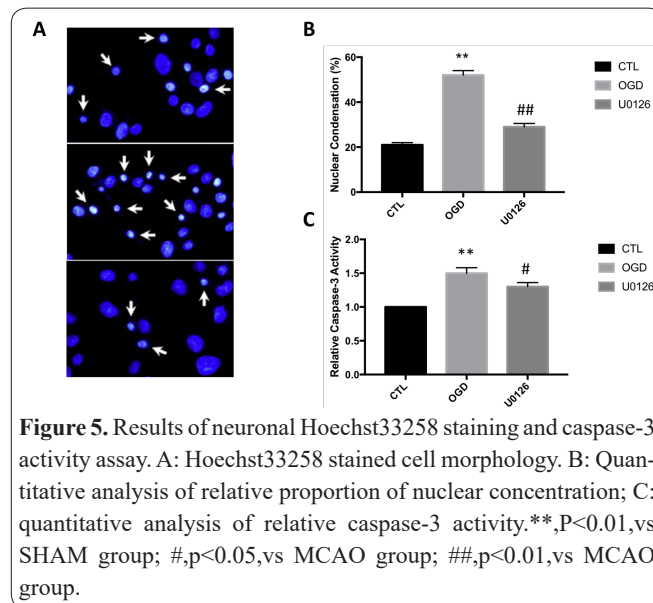 A
B
Nuclear Condensation (%)
60
40
20
0
**
##
CTL
OGD
U0126
CTL
OGD
U0126
C
Relative Caspase-3 Activity
2.0
1.5
1.0
0.5
0.0
**
#
CTL
OGD
U0126
CTL
OGD
U0126
Figure 5. Results of neuronal Hoechst33258 staining and caspase-3
activity assay. A: Hoechst33258 stained cell morphology. B: Quan-
titative analysis of relative proportion of nuclear concentration; C:
quantitative analysis of relative caspase-3 activity.**,P<0.01,vs
SHAM group; #,p<0.05,vs MCAO group; ##,p<0.01,vs MCAO
group.